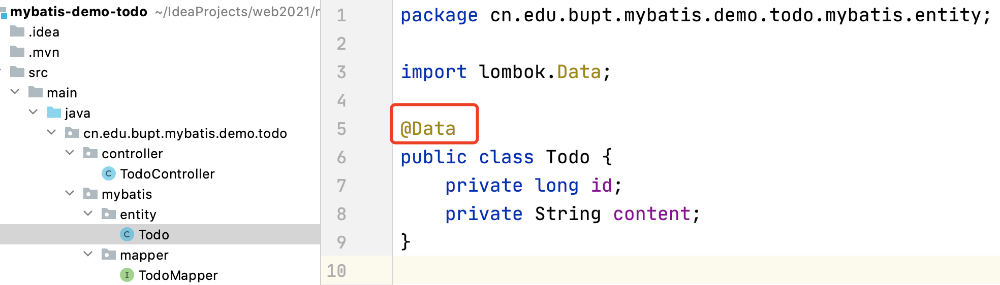 mybatis-demo-todo ~/IdeaProjects/web2021/
.idea
.mvn
src
main
java
cn.edu.bupt.mybatis.demo.todo
controller
C TodoController
mybatis
entity
C Todo
mapper
I TodoMapper
1 package cn.edu.bupt.mybatis.demo.todo.mybatis.entity;
2
3 import lombok.Data;
4
5 @Data
6 public class Todo {
7 private long id;
8 private String content;
9 }
10